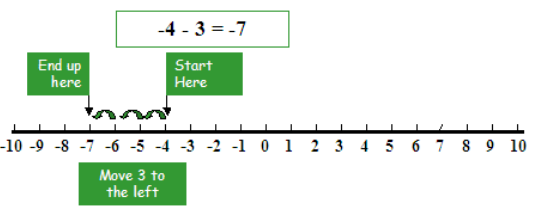 -4 - 3 = -7
End up
here
Start
Here
-10 -9 -8 -7 -6 -5 -4 -3 -2 -1 0 1 2 3 4 5 6 7 8 9 10
Move 3 to
the left